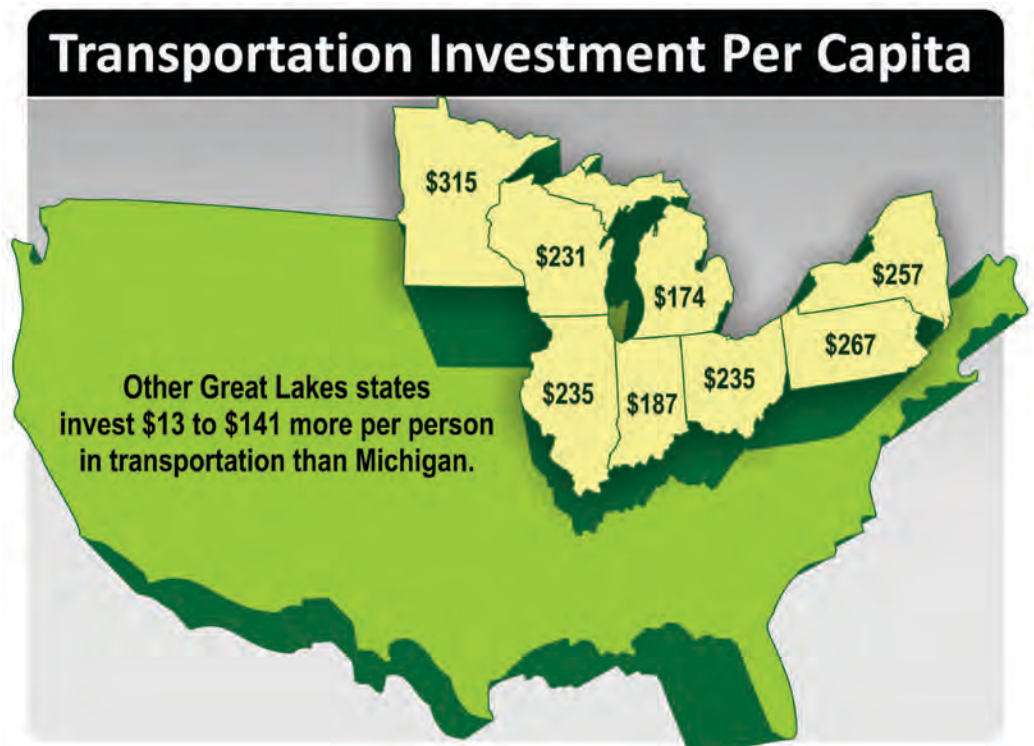 Transportation Investment Per Capita
$315
$231
$174
$257
$267
$235
$187
$235
Other Great Lakes states
invest $13 to $141 more per person
in transportation than Michigan.